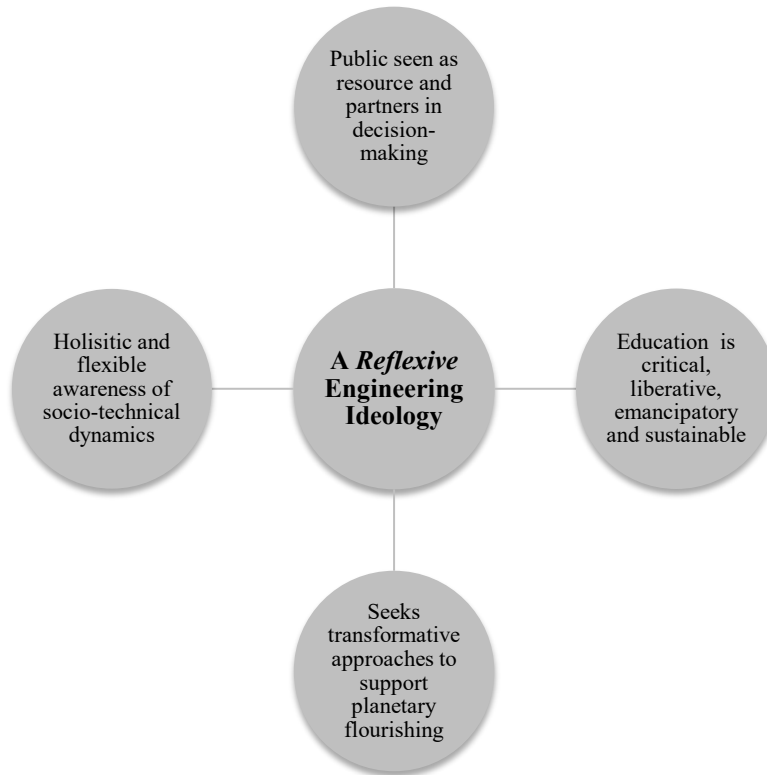 Public seen as
resource and
partners in
decision-
making
Holisitic and
flexible
awareness of
socio-technical
dynamics
A Reflexive
Engineering
Ideology
Education is
critical,
liberative,
emancipatory
and sustainable
Seeks
transformative
approaches to
support
planetary
flourishing